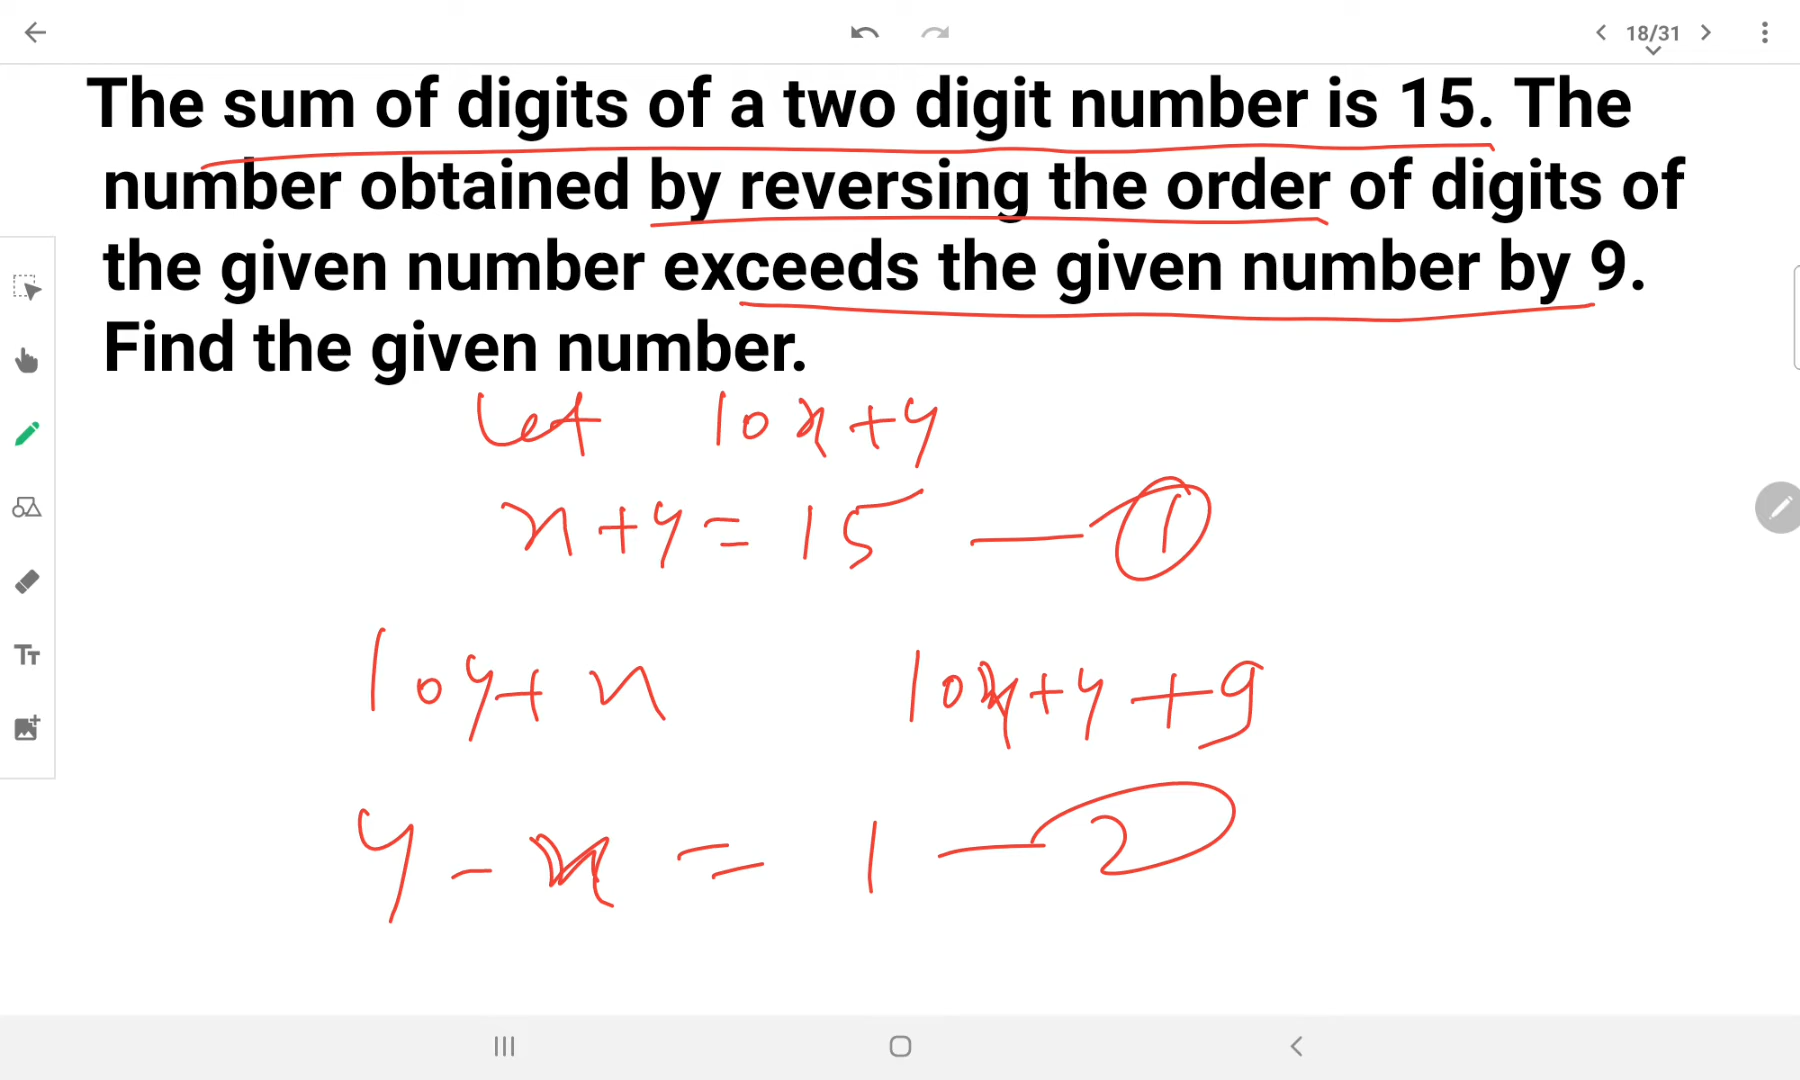 18/31
The sum of digits of a two digit number is 15. The
number obtained by reversing the order of digits of
the given number exceeds the given number by 9.
Find the given number.
Let 10x+y
x+y=15 — ①
10y+x 10x+y+9
y-x=1 — ②
TT